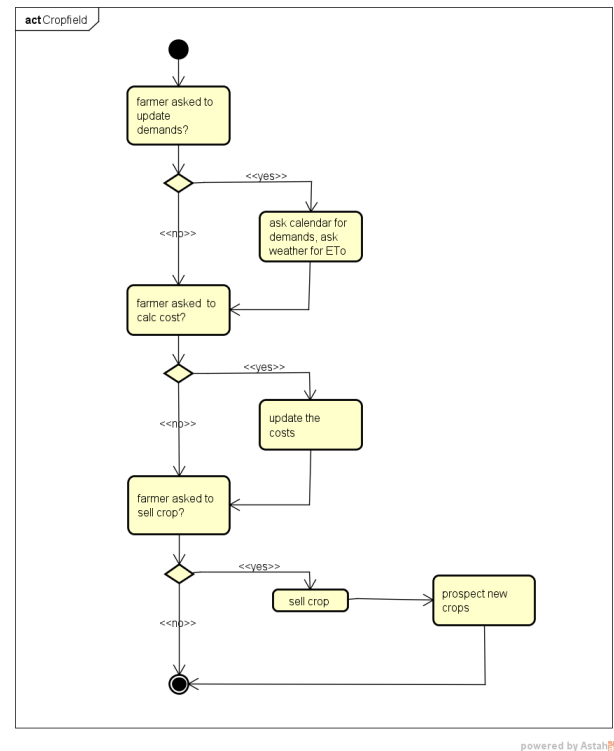 act Cropfield
farmer asked to
update
demands?
<<yes>>
ask calendar for
demands, ask
weather for ETo
<<no>>
farmer asked  to
calc cost?
<<yes>>
update the
costs
<<no>>
farmer asked to
sell crop?
<<yes>>
sell crop
prospect new
crops
<<no>>
powered by Astah